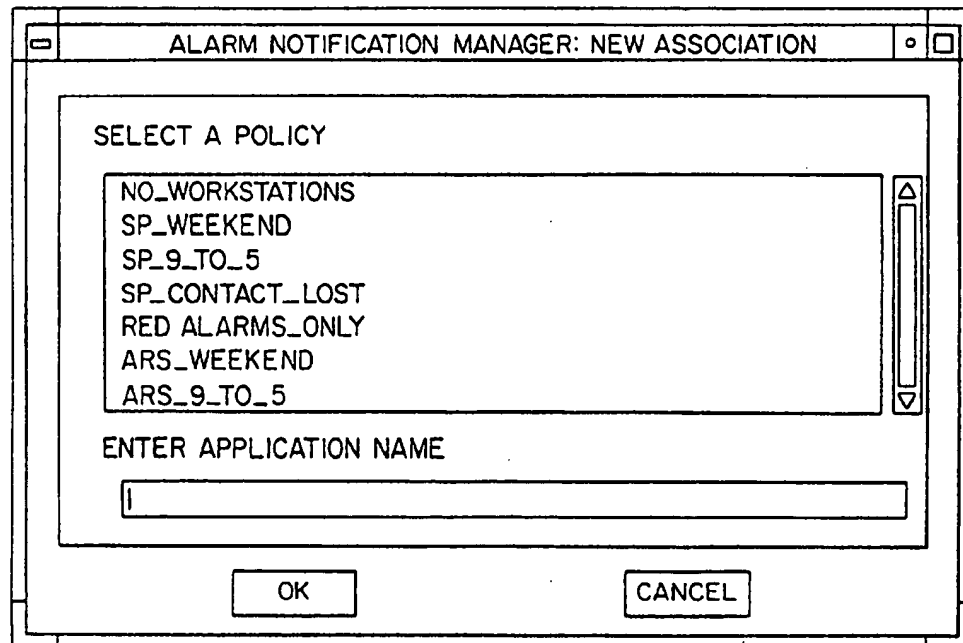 ALARM NOTIFICATION MANAGER: NEW ASSOCIATION
SELECT A POLICY
NO_WORKSTATIONS
SP_WEEKEND
SP_9_TO_5
SP_CONTACT_LOST
RED ALARMS_ONLY
ARS_WEEKEND
ARS_9_TO_5
ENTER APPLICATION NAME
OK CANCEL